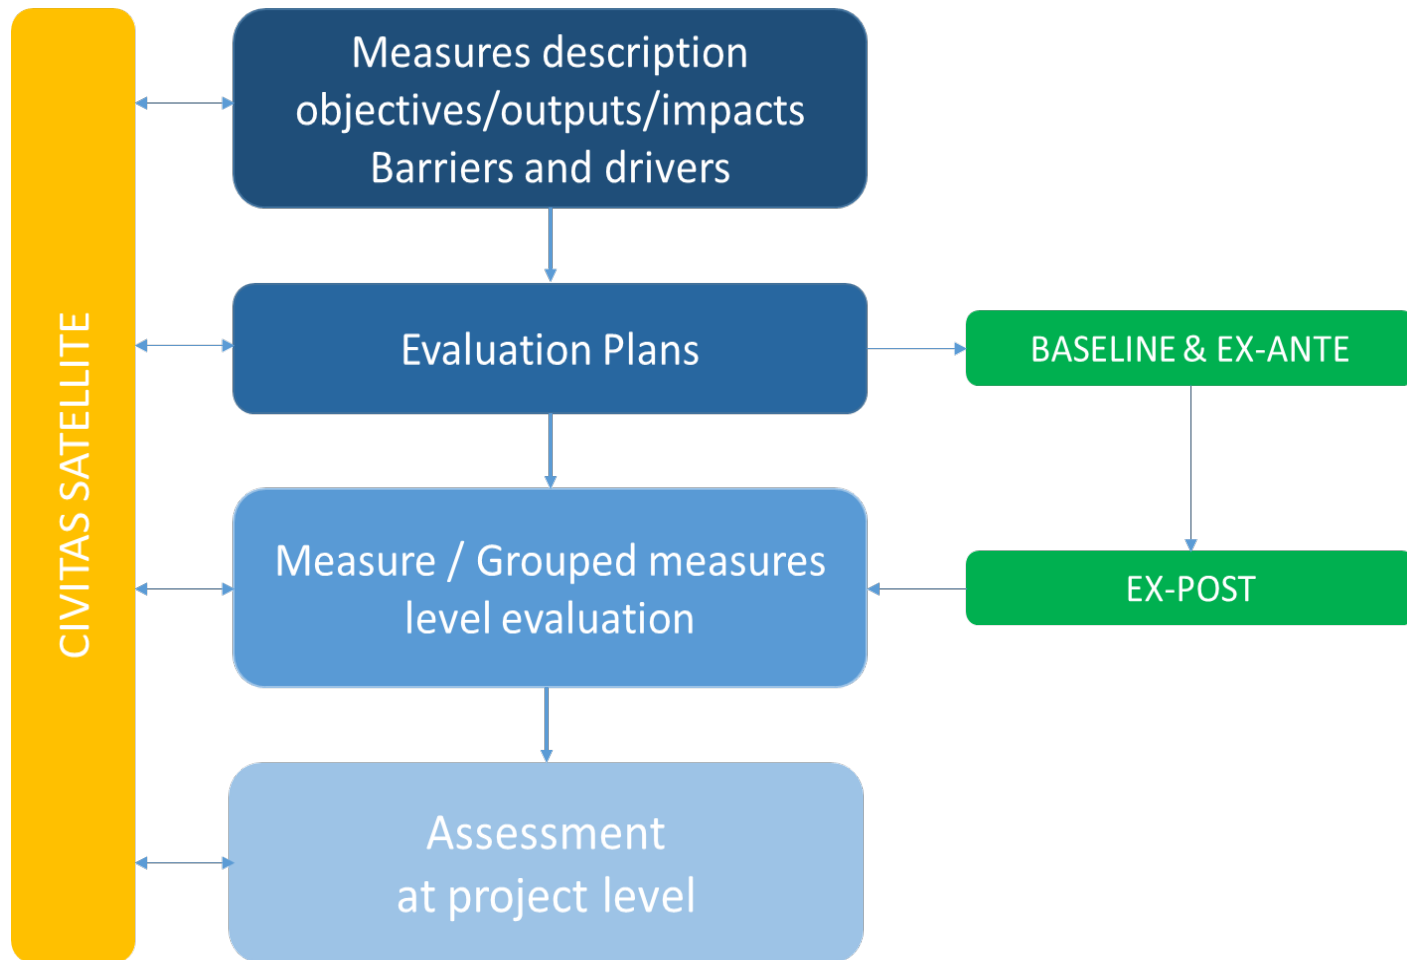 CIVITAS SATELLITE
Measures description
objectives/outputs/impacts
Barriers and drivers
Evaluation Plans
BASELINE & EX-ANTE
Measure / Grouped measures
level evaluation
EX-POST
Assessment
at project level